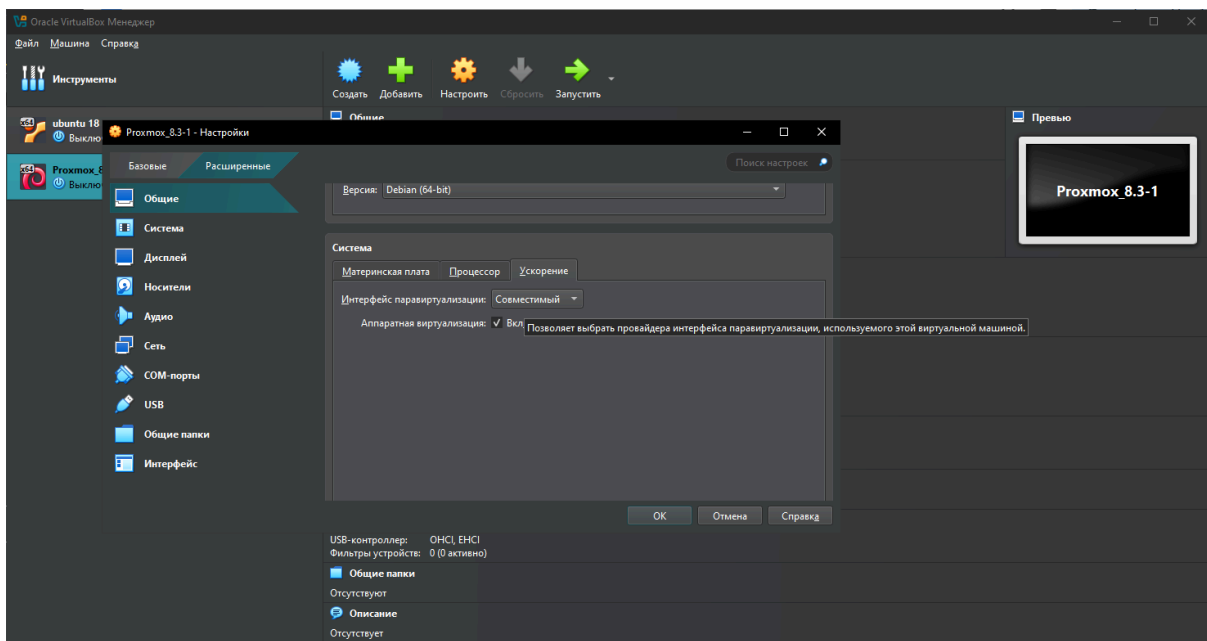 Oracle VirtualBox Менеджер
Файл Машина Справка
Инструменты
Создать Добавить Настроить Сбросить Запустить
ubuntu 18
Общие
Превью
Proxmox_8.3-1 - Настройки
Базовые Расширенные
Поиск настроек
Proxmox_8.3-1
Общие
Система
Дисплей
Носители
Аудио
Сеть
COM-порты
USB
Общие папки
Интерфейс
Версия: Debian (64-bit)
Система
Материнская плата Процессор Ускорение
Интерфейс паравиртуализации: Совместимый
Аппаратная виртуализация: Вкл
Позволяет выбрать провайдера интерфейса паравиртуализации, используемого этой виртуальной машиной.
OK Отмена Справка
USB-контроллер: OHCI, EHCI
Фильтры устройств: 0 (0 активно)
Общие папки
Отсутствуют
Описание
Отсутствует